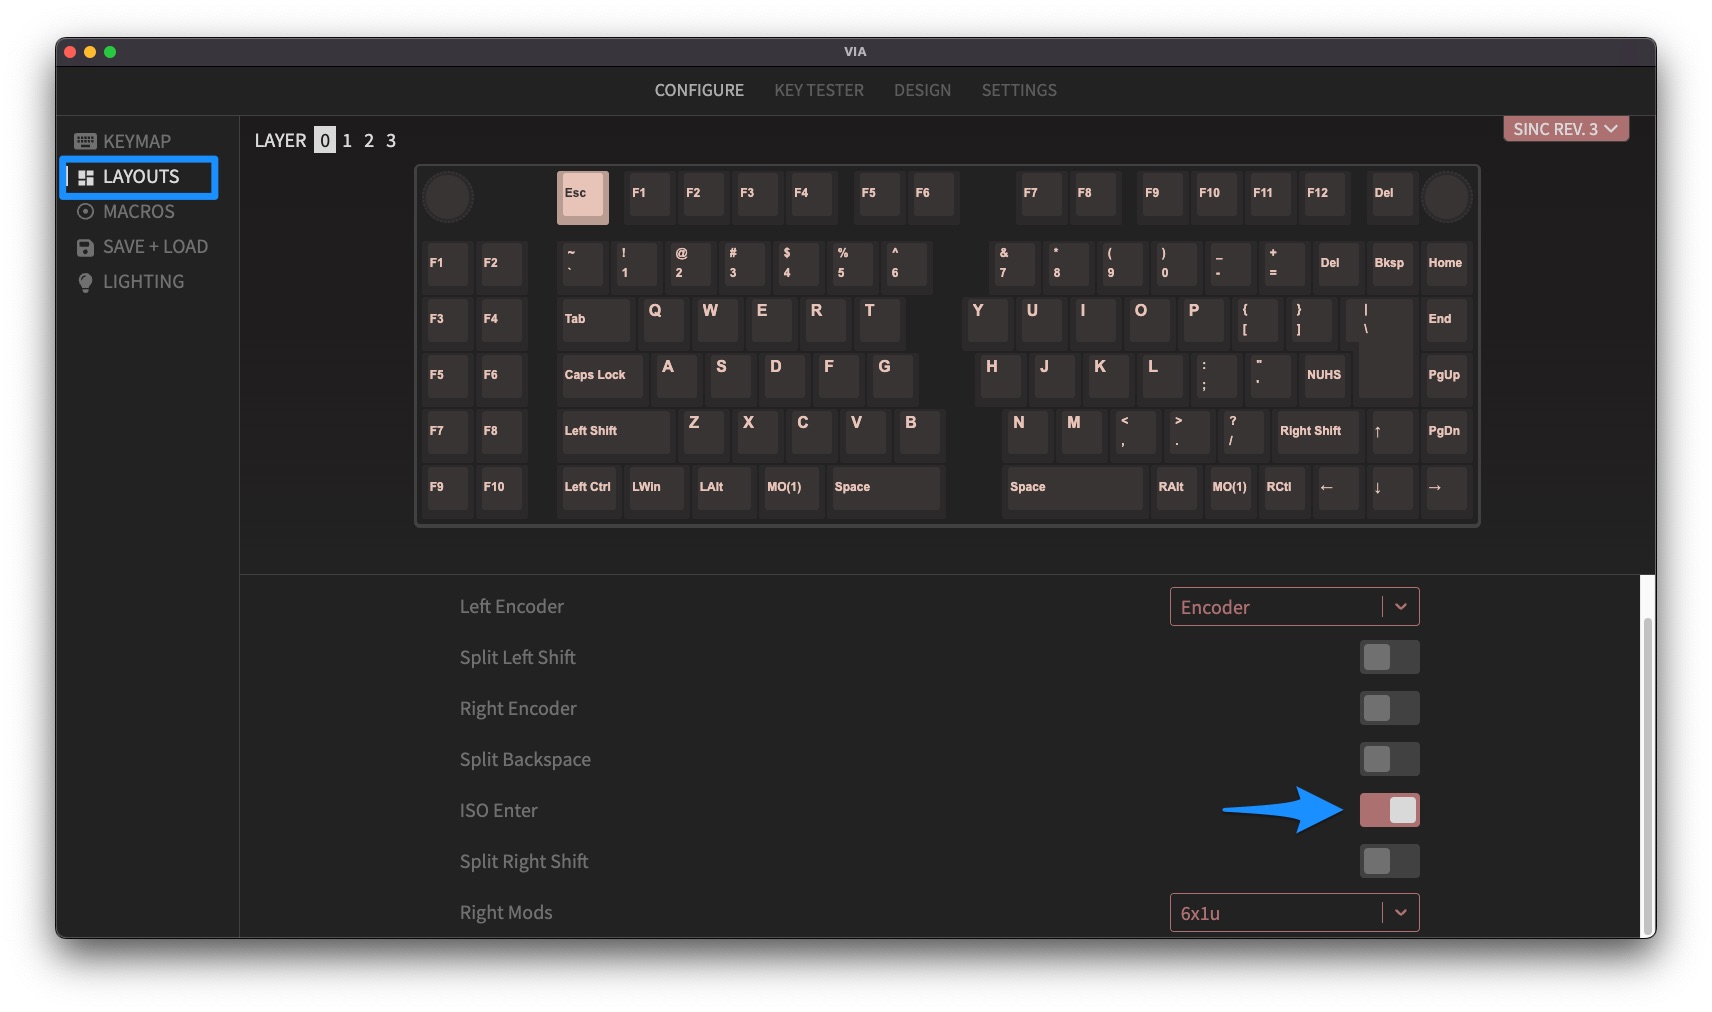 VIA
CONFIGURE KEY TESTER DESIGN SETTINGS
KEYMAP
LAYOUTS
MACROS
SAVE + LOAD
LIGHTING
LAYER 0 1 2 3
SINC REV. 3
Esc F1 F2 F3 F4 F5 F6 F7 F8 F9 F10 F11 F12 Del
F1 F2 ~ ! @ # $ % ^ & * ( ) _ + Del Bksp Home
` 1 2 3 4 5 6 7 8 9 0 - =
F3 F4 Tab Q W E R T Y U I O P { } | End
[ ] \
F5 F6 Caps Lock A S D F G H J K L : " NUHS PgUp
; '
F7 F8 Left Shift Z X C V B N M < > ? Right Shift ↑ PgDn
, . /
F9 F10 Left Ctrl LWin LAlt MO(1) Space Space RAlt MO(1) RCtl ← ↓ →
Left Encoder Encoder
Split Left Shift
Right Encoder
Split Backspace
ISO Enter
Split Right Shift
Right Mods 6x1u